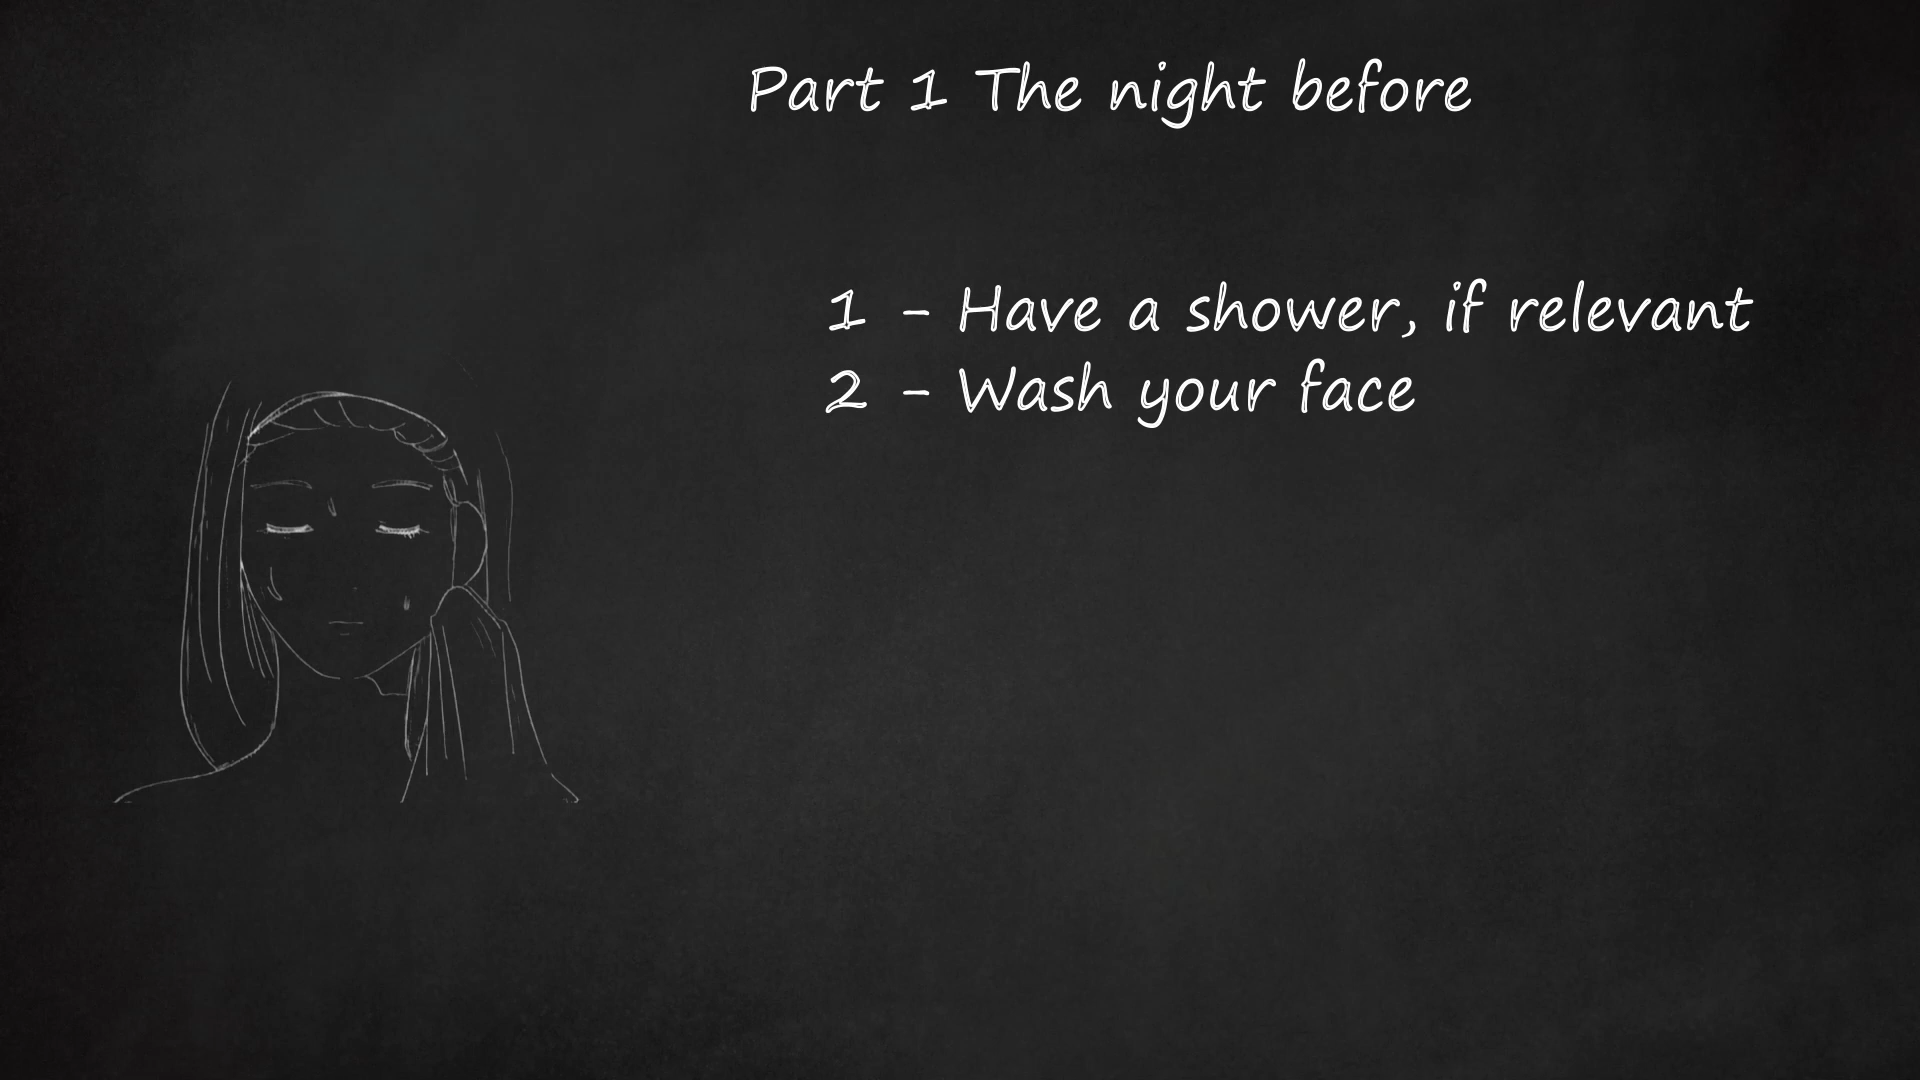 Part 1 The night before
1 - Have a shower, if relevant
2 - Wash your face